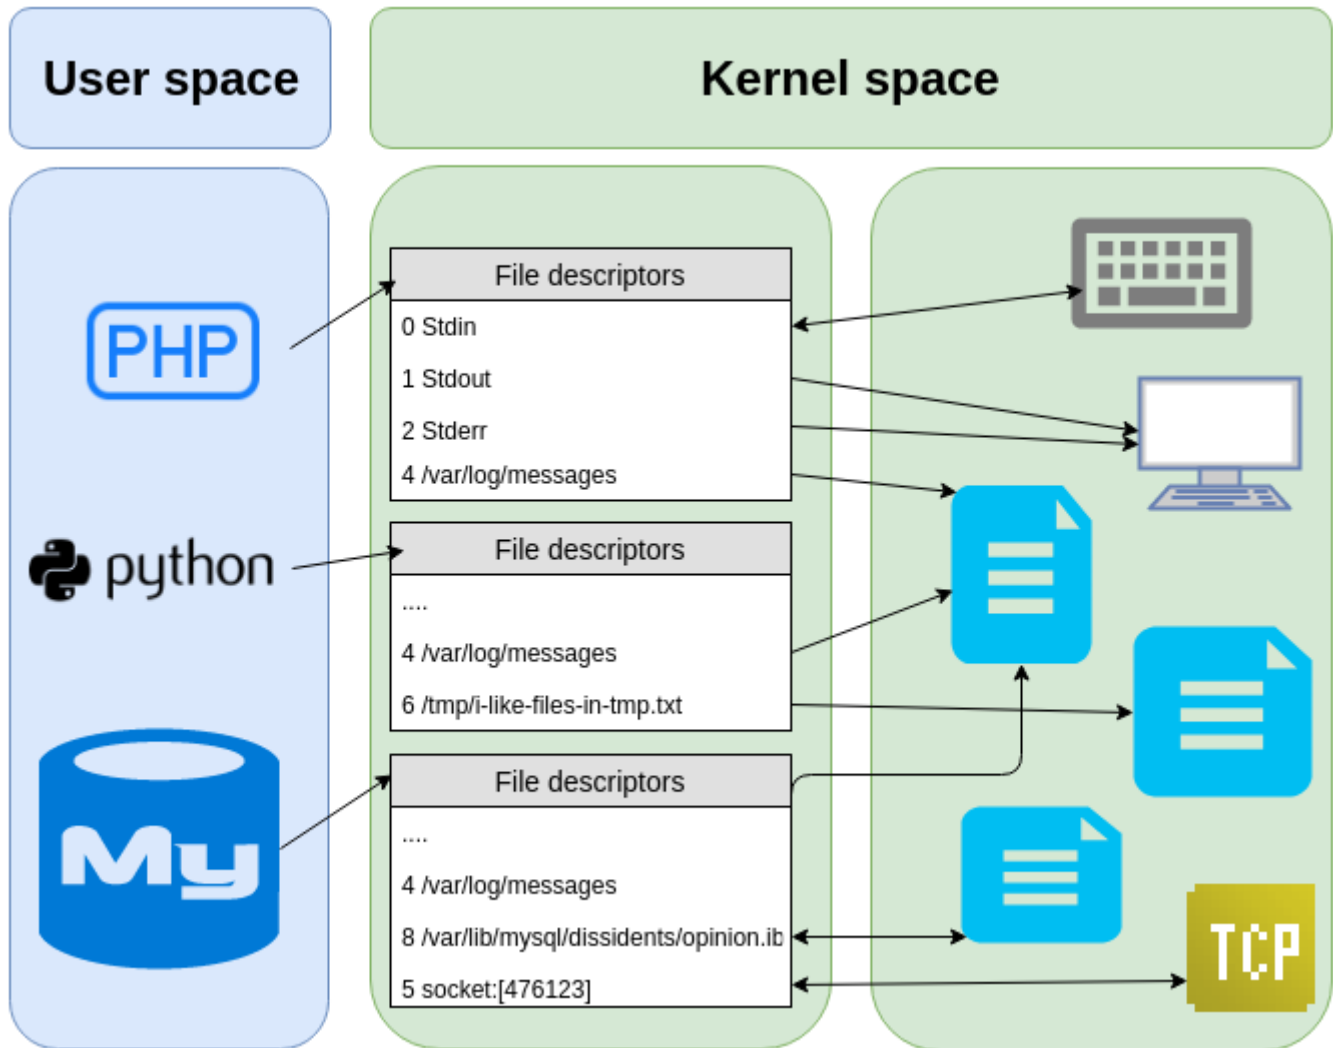 User space
Kernel space
PHP
File descriptors
0 Stdin
1 Stdout
2 Stderr
4 /var/log/messages
python
File descriptors
....
4 /var/log/messages
6 /tmp/i-like-files-in-tmp.txt
My
File descriptors
....
4 /var/log/messages
8 /var/lib/mysql/dissidents/opinion.ib
5 socket:[476123]
TCP